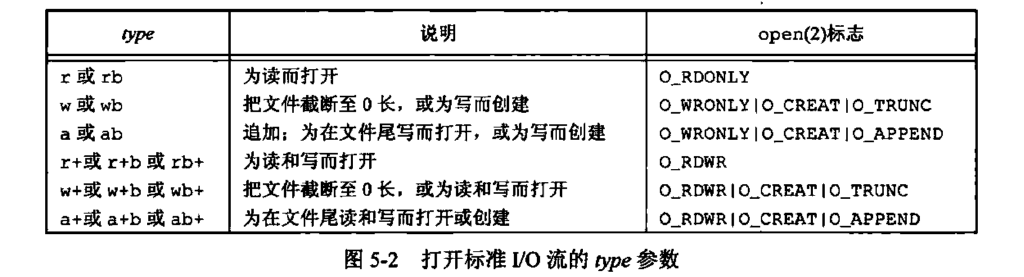 type 说明 open(2)标志
r 或 rb 为读而打开 O_RDONLY
w 或 wb 把文件截断至 0 长，或为写而创建 O_WRONLY|O_CREAT|O_TRUNC
a 或 ab 追加：为在文件尾写而打开，或为写而创建 O_WRONLY|O_CREAT|O_APPEND
r+或 r+b 或 rb+ 为读和写而打开 O_RDWR
w+或 w+b 或 wb+ 把文件截断至 0 长，或为读和写而打开 O_RDWR|O_CREAT|O_TRUNC
a+或 a+b 或 ab+ 为在文件尾读和写而打开或创建 O_RDWR|O_CREAT|O_APPEND
图 5-2 打开标准 I/O 流的 type 参数